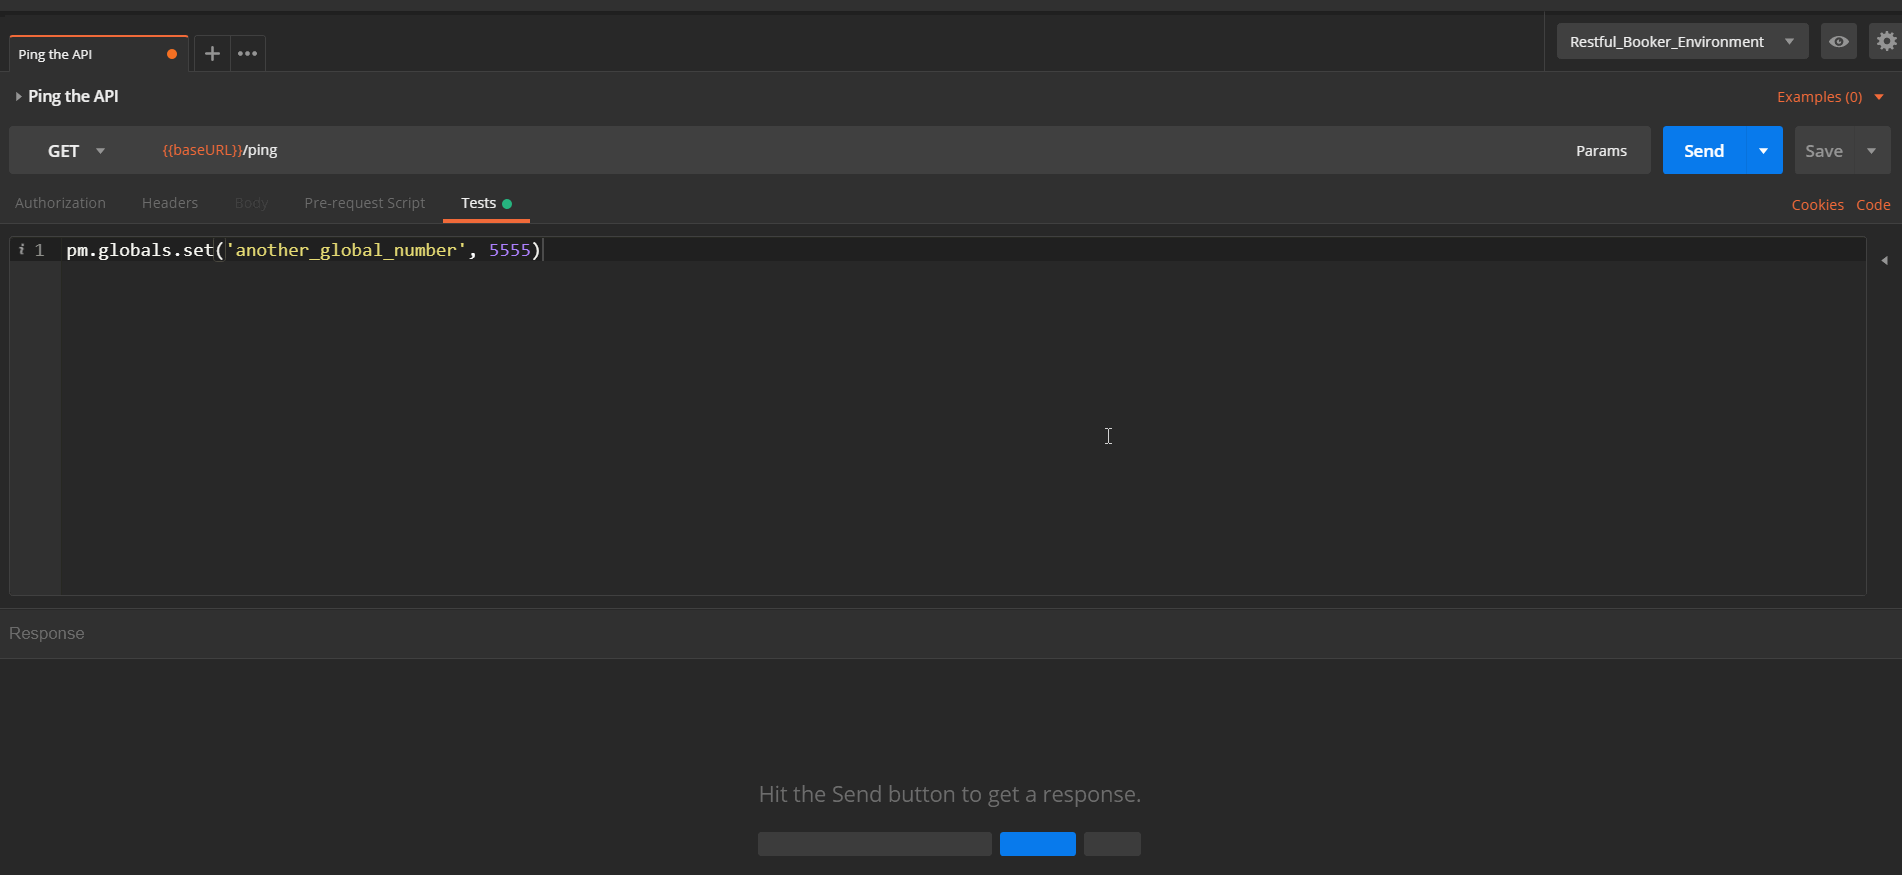 Ping the API
Restful_Booker_Environment
Ping the API
Examples (0)
GET {{baseURL}}/ping Params Send Save
Authorization Headers Body Pre-request Script Tests Cookies Code
i 1 pm.globals.set('another_global_number', 5555)
Response
Hit the Send button to get a response.